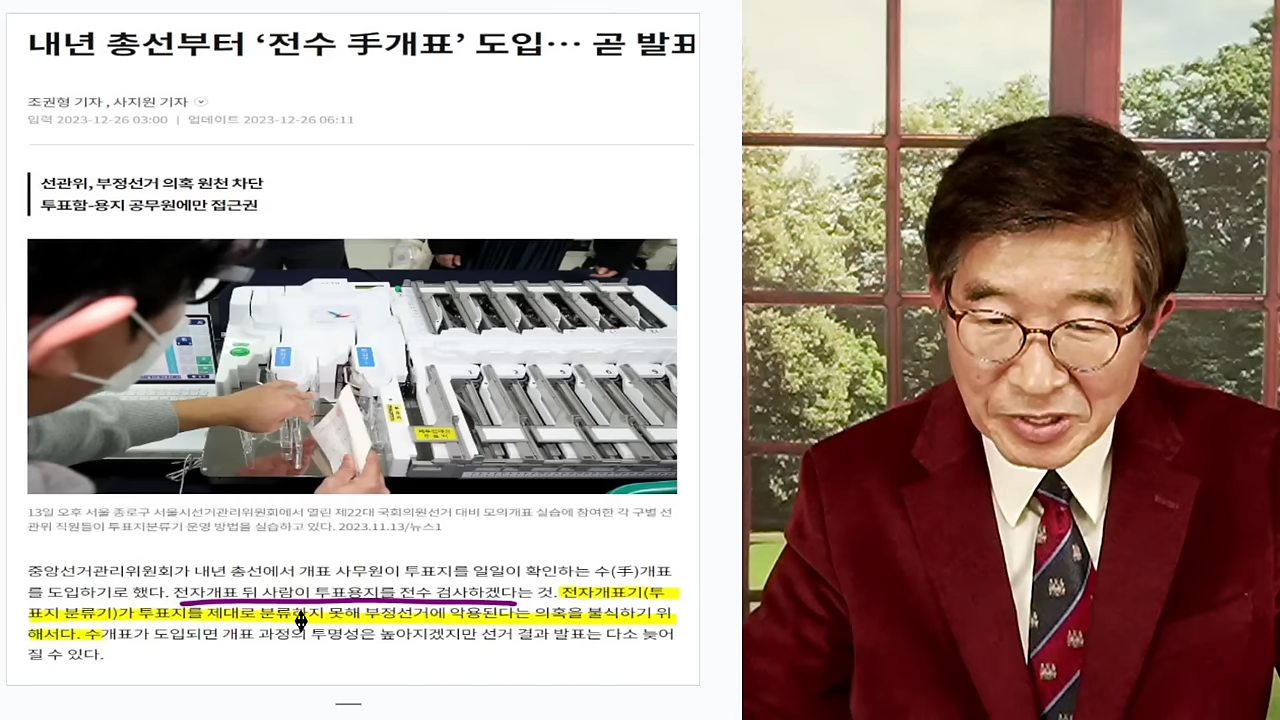 내년 총선부터 ‘전수 手개표’ 도입… 곧 발표
조권형 기자 , 사지원 기자
입력 2023-12-26 03:00 | 업데이트 2023-12-26 06:11
선관위, 부정선거 의혹 원천 차단
투표함-용지 공무원에만 접근권
13일 오후 서울 종로구 서울시선거관리위원회에서 열린 제22대 국회의원선거 대비 모의개표 실습에 참여한 각 구별 선
관위 직원들이 투표지분류기 운영 방법을 실습하고 있다. 2023.11.13/뉴스1
중앙선거관리위원회가 내년 총선에서 개표 사무원이 투표지를 일일이 확인하는 수(手)개표
를 도입하기로 했다. 전자개표 뒤 사람이 투표용지를 전수 검사하겠다는 것. 전자개표기(투
표지 분류기)가 투표지를 제대로 분류하지 못해 부정선거에 악용된다는 의혹을 불식하기 위
해서다. 수개표가 도입되면 개표 과정의 투명성은 높아지겠지만 선거 결과 발표는 다소 늦어
질 수 있다.